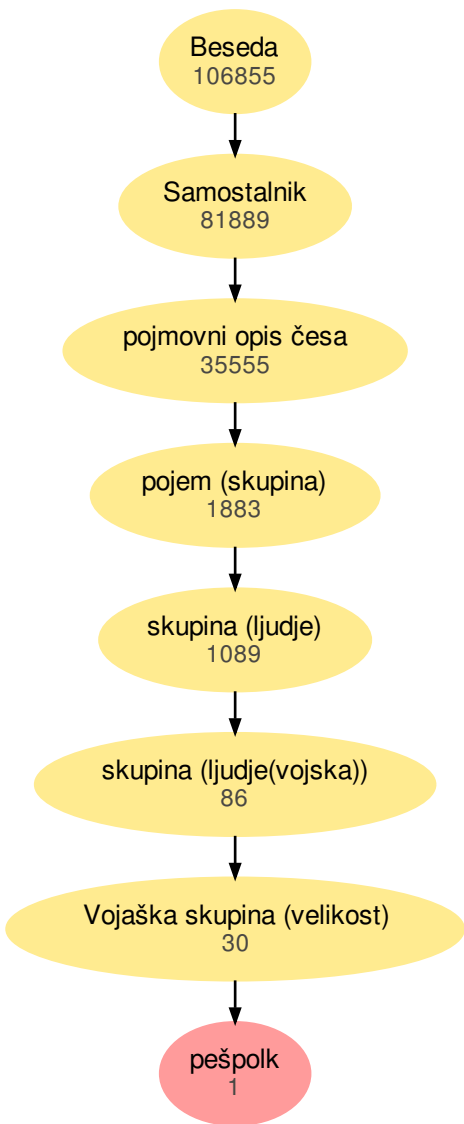 Beseda
106855
Samostalnik
81889
pojmovni opis česa
35555
pojem (skupina)
1883
skupina (ljudje)
1089
skupina (ljudje(vojska))
86
Vojaška skupina (velikost)
30
pešpolk
1